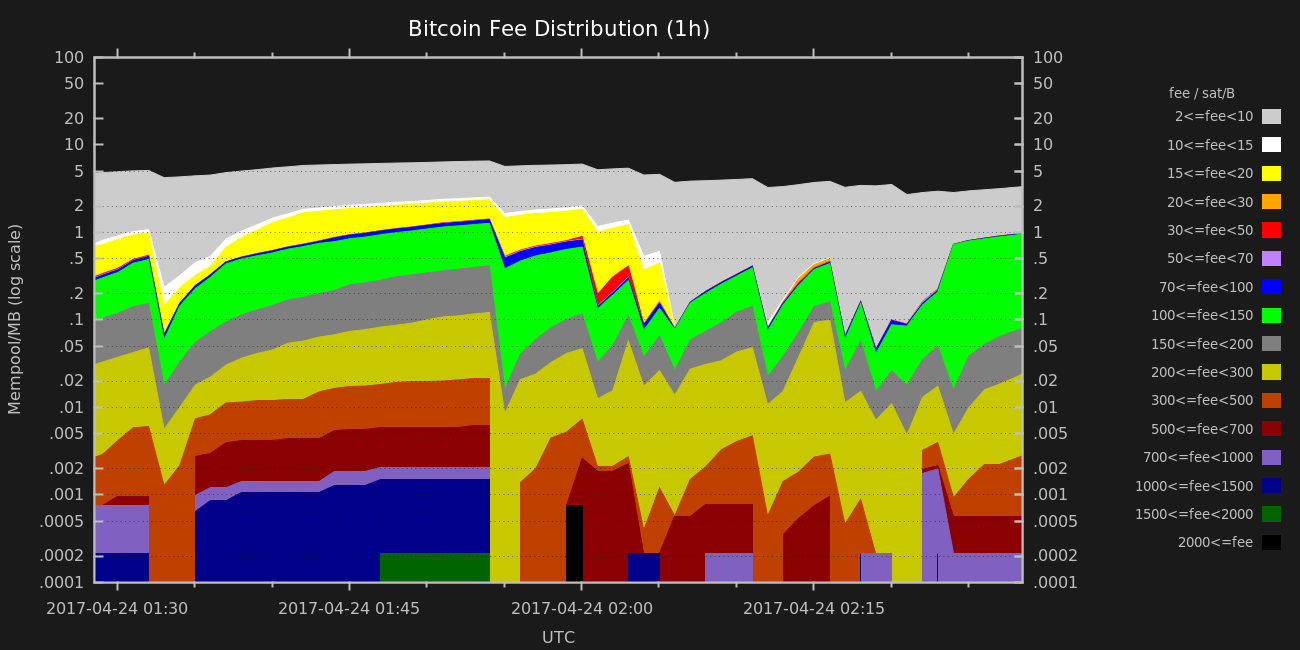 Bitcoin Fee Distribution (1h)
Mempool/MB (log scale)
100
50
20
10
5
2
1
.5
.2
.1
.05
.02
.01
.005
.002
.001
.0005
.0002
.0001
100
50
20
10
5
2
1
.5
.2
.1
.05
.02
.01
.005
.002
.001
.0005
.0002
.0001
2017-04-24 01:30
2017-04-24 01:45
2017-04-24 02:00
2017-04-24 02:15
UTC
fee / sat/B
2<=fee<10
10<=fee<15
15<=fee<20
20<=fee<30
30<=fee<50
50<=fee<70
70<=fee<100
100<=fee<150
150<=fee<200
200<=fee<300
300<=fee<500
500<=fee<700
700<=fee<1000
1000<=fee<1500
1500<=fee<2000
2000<=fee